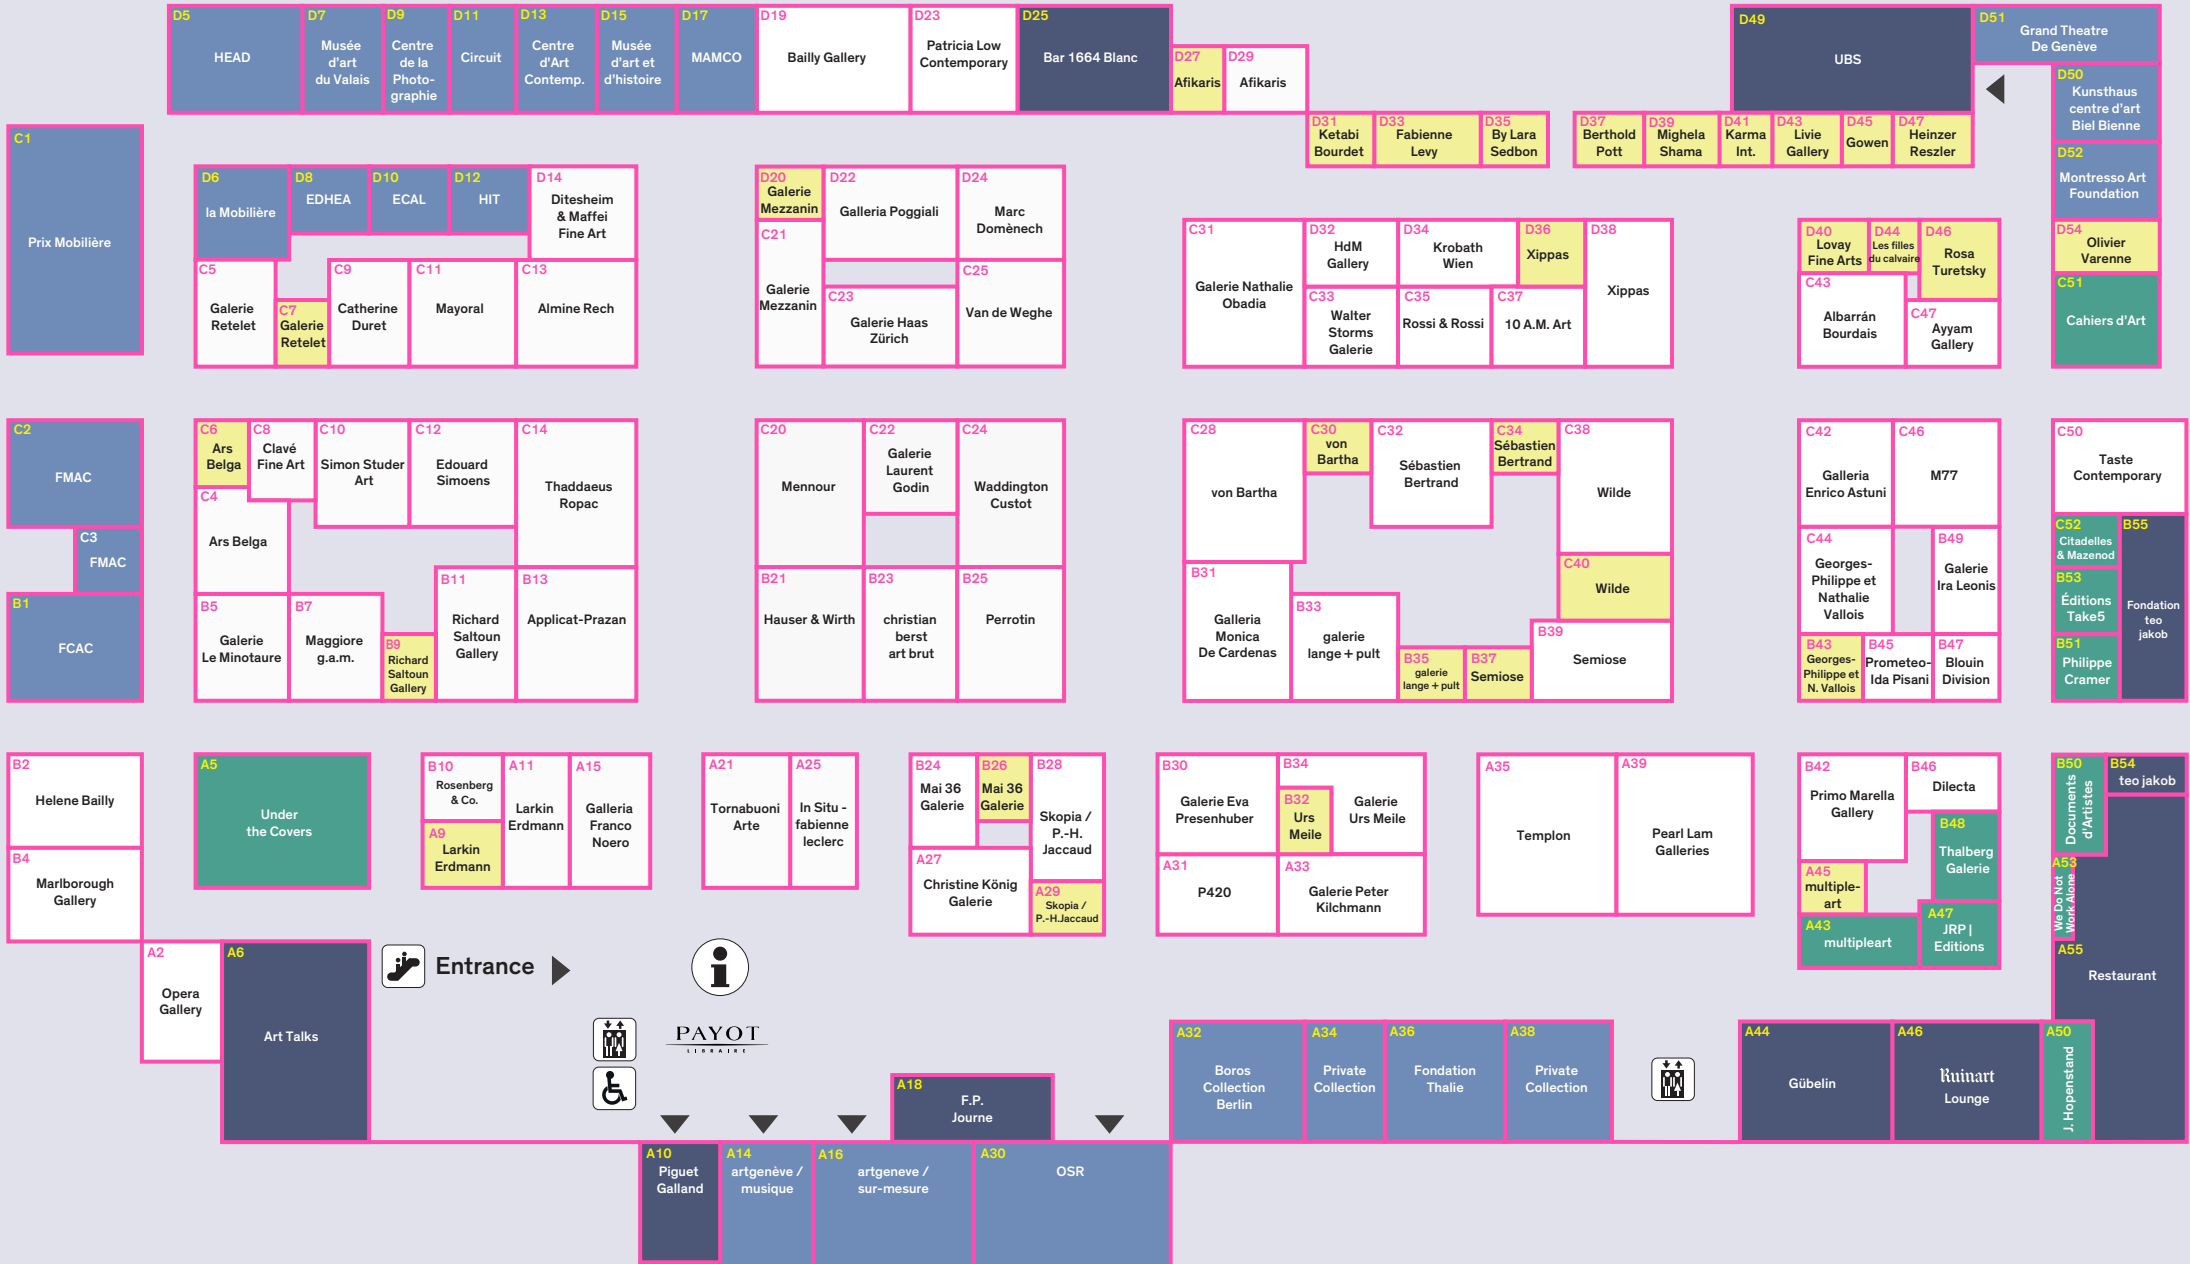 D5
HEAD
D7
Musée
d'art
du Valais
D9
Centre
de la
Photo-
graphie
D11
Circuit
D13
Centre
d'Art
Contemp.
D15
Musée
d'art et
d'histoire
D17
MAMCO
D19
Bailly Gallery
D23
Patricia Low
Contemporary
D25
Bar 1664 Blanc
D27
Afikaris
D29
Afikaris
D31
Ketabi
Bourdet
D33
Fabienne
Levy
D35
By Lara
Sedbon
D37
Berthold
Pott
D39
Mighela
Shama
D41
Karma
Int.
D43
Livie
Gallery
D45
Gowen
D47
Heinzer
Reszler
D49
UBS
D51
Grand Theatre
De Genève
D50
Kunsthaus
centre d'art
Biel Bienne
D52
Montresso Art
Foundation
D54
Olivier
Varenne
C51
Cahiers d'Art
C1
Prix Mobilière
D6
la Mobilière
D8
EDHEA
D10
ECAL
D12
HIT
D14
Ditesheim
& Maffei
Fine Art
C5
Galerie
Retelet
C7
Galerie
Retelet
C9
Catherine
Duret
C11
Mayoral
C13
Almine Rech
D20
Galerie
Mezzanin
D22
Galleria Poggiali
D24
Marc
Domènech
C21
Galerie
Mezzanin
C23
Galerie Haas
Zürich
C25
Van de Weghe
C31
Galerie Nathalie
Obadia
D32
HdM
Gallery
D34
Krobath
Wien
D36
Xippas
D38
Xippas
C33
Walter
Storms
Galerie
C35
Rossi & Rossi
C37
10 A.M. Art
D40
Lovay
Fine Arts
D44
Les filles
du calvaire
D46
Rosa
Turetsky
C43
Albarrán
Bourdais
C47
Ayyam
Gallery
C2
FMAC
C3
FMAC
B1
FCAC
C6
Ars
Belga
C8
Clavé
Fine Art
C10
Simon Studer
Art
C12
Edouard
Simoens
C14
Thaddaeus
Ropac
C4
Ars Belga
B5
Galerie
Le Minotaure
B7
Maggiore
g.a.m.
B9
Richard
Saltoun
Gallery
B11
Richard
Saltoun
Gallery
B13
Applicat-Prazan
C20
Mennour
C22
Galerie
Laurent
Godin
C24
Waddington
Custot
B21
Hauser & Wirth
B23
christian
berst
art brut
B25
Perrotin
C28
von Bartha
C30
von
Bartha
C32
Sébastien
Bertrand
C34
Sébastien
Bertrand
C38
Wilde
C40
Wilde
B31
Galleria
Monica
De Cardenas
B33
galerie
lange + pult
B35
galerie
lange + pult
B37
Semiose
B39
Semiose
C42
Galleria
Enrico Astuni
C46
M77
C44
Georges-
Philippe et
Nathalie
Vallois
B49
Galerie
Ira Leonis
B43
Georges-
Philippe et
N. Vallois
B45
Prometeo-
Ida Pisani
B47
Blouin
Division
C50
Taste
Contemporary
C52
Citadelles
& Mazenod
B55
Fondation
teo
jakob
B53
Éditions
Take5
B51
Philippe
Cramer
B2
Helene Bailly
B4
Marlborough
Gallery
A2
Opera
Gallery
A5
Under
the Covers
A6
Art Talks
B10
Rosenberg
& Co.
A9
Larkin
Erdmann
A11
Larkin
Erdmann
A15
Galleria
Franco
Noero
A21
Tornabuoni
Arte
A25
In Situ -
fabienne
leclerc
B24
Mai 36
Galerie
B26
Mai 36
Galerie
B28
Skopia /
P.-H.
Jaccaud
A27
Christine König
Galerie
A29
Skopia /
P.-H.Jaccaud
B30
Galerie Eva
Presenhuber
B34
Galerie
Urs Meile
B32
Urs
Meile
A31
P420
A33
Galerie Peter
Kilchmann
A35
Templon
A39
Pearl Lam
Galleries
B42
Primo Marella
Gallery
B46
Dilecta
B48
Thalberg
Galerie
A45
multiple-
art
A43
multipleart
A47
JRP |
Editions
B50
Documents
d'Artistes
B54
teo jakob
A53
We Do Not
Work Alone
A55
Restaurant
Entrance
i
PAYOT
LIBRAIRE
A10
Piguet
Galland
A14
artgenève /
musique
A16
artgeneve /
sur-mesure
A18
F.P.
Journe
A30
OSR
A32
Boros
Collection
Berlin
A34
Private
Collection
A36
Fondation
Thalie
A38
Private
Collection
A44
Gübelin
A46
Ruinart
Lounge
A50
J. Hopenstand